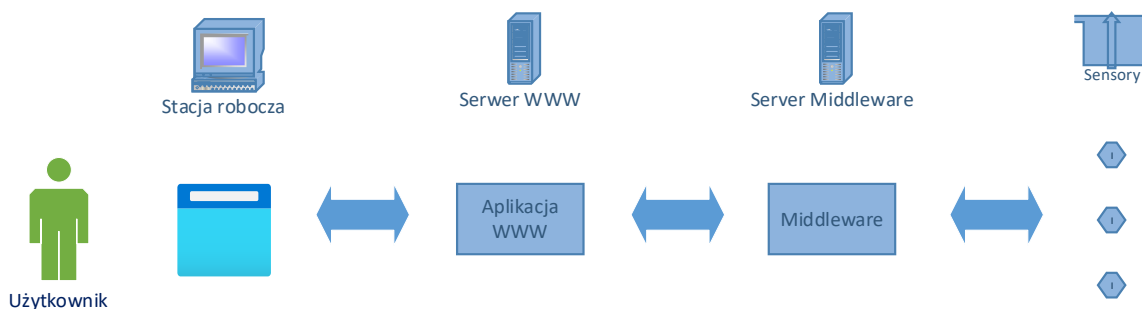 Stacja robocza
Serwer WWW
Server Middleware
Sensory
Aplikacja
WWW
Middleware
I
I
I
Użytkownik